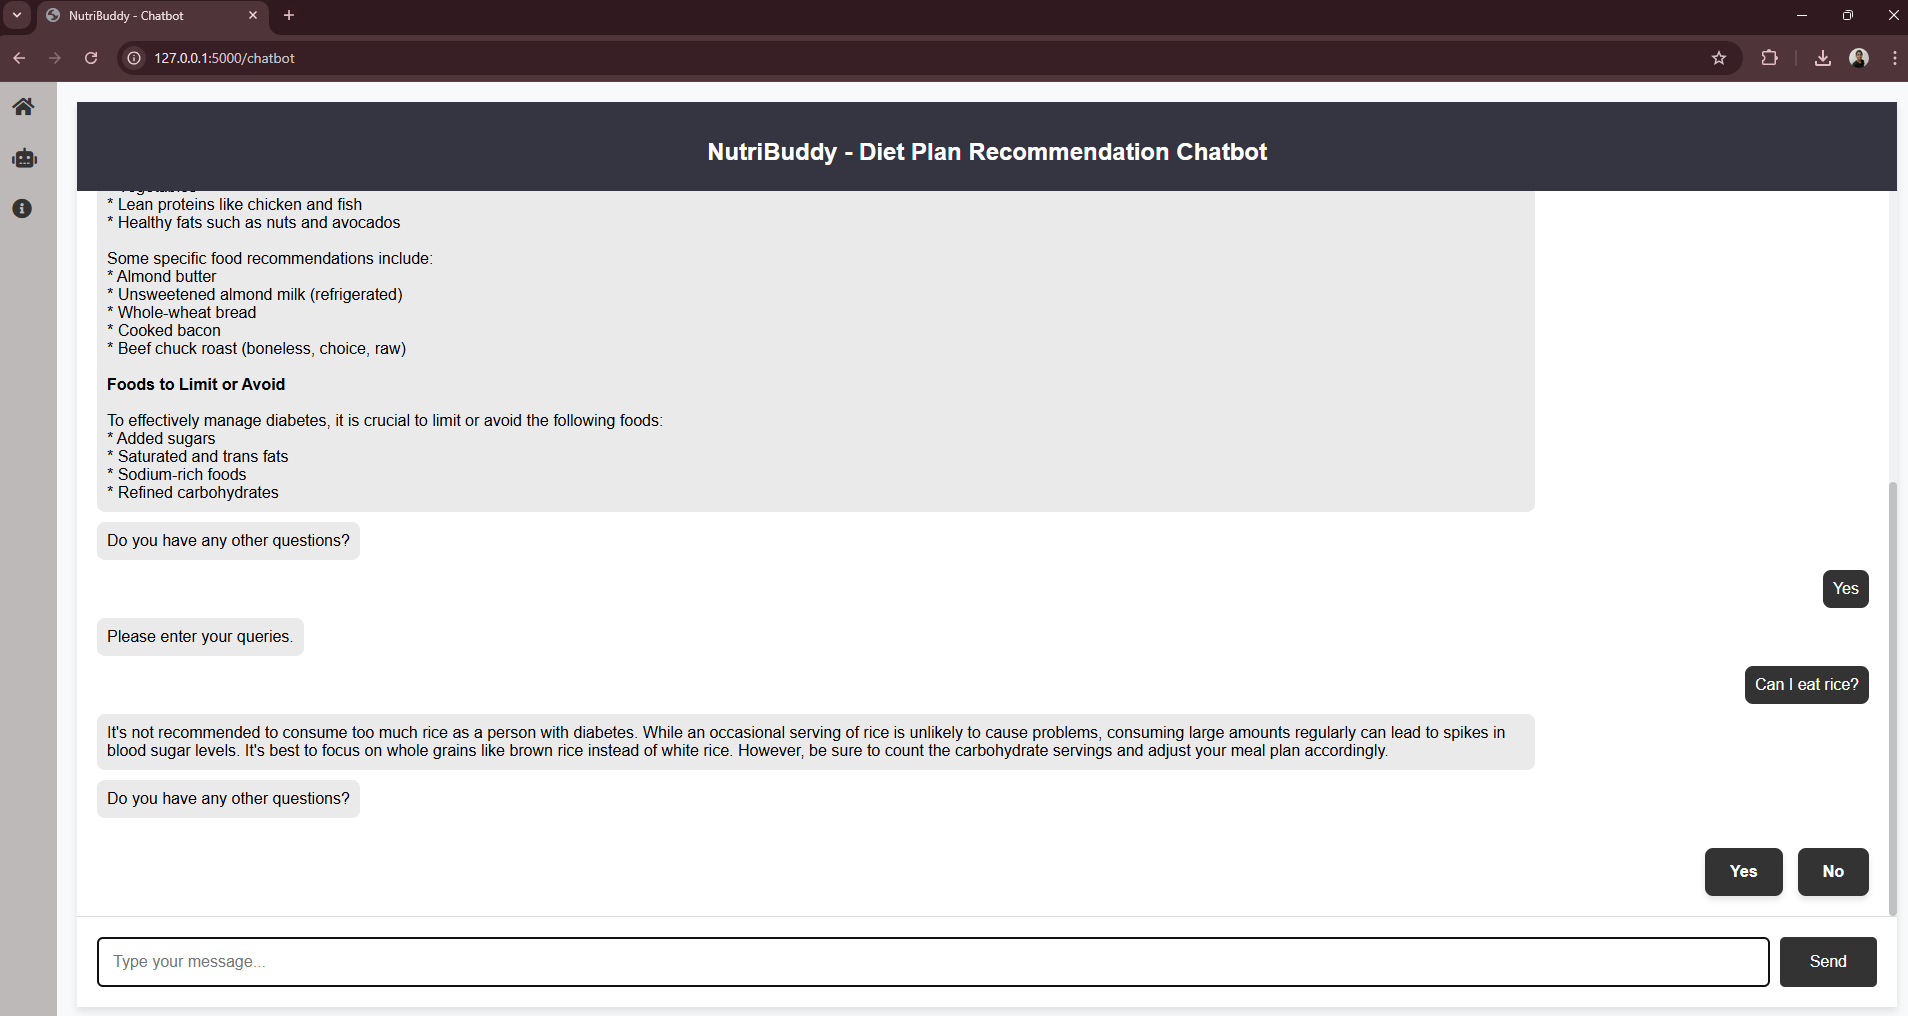 NutriBuddy - Chatbot
127.0.0.1:5000/chatbot
NutriBuddy - Diet Plan Recommendation Chatbot
* Lean proteins like chicken and fish
* Healthy fats such as nuts and avocados
Some specific food recommendations include:
* Almond butter
* Unsweetened almond milk (refrigerated)
* Whole-wheat bread
* Cooked bacon
* Beef chuck roast (boneless, choice, raw)
Foods to Limit or Avoid
To effectively manage diabetes, it is crucial to limit or avoid the following foods:
* Added sugars
* Saturated and trans fats
* Sodium-rich foods
* Refined carbohydrates
Do you have any other questions?
Yes
Please enter your queries.
Can I eat rice?
It's not recommended to consume too much rice as a person with diabetes. While an occasional serving of rice is unlikely to cause problems, consuming large amounts regularly can lead to spikes in
blood sugar levels. It's best to focus on whole grains like brown rice instead of white rice. However, be sure to count the carbohydrate servings and adjust your meal plan accordingly.
Do you have any other questions?
Yes No
Type your message...
Send